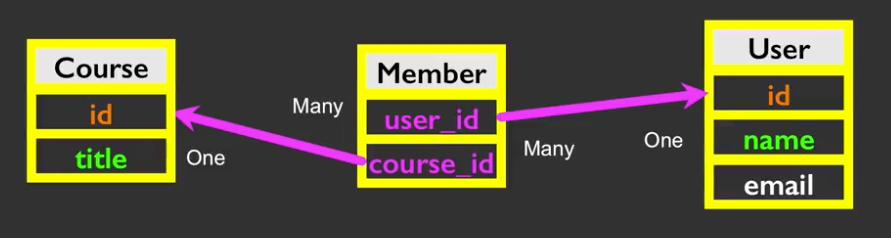 Course
id
title
One
Many
Member
user_id
course_id
Many
One
User
id
name
email